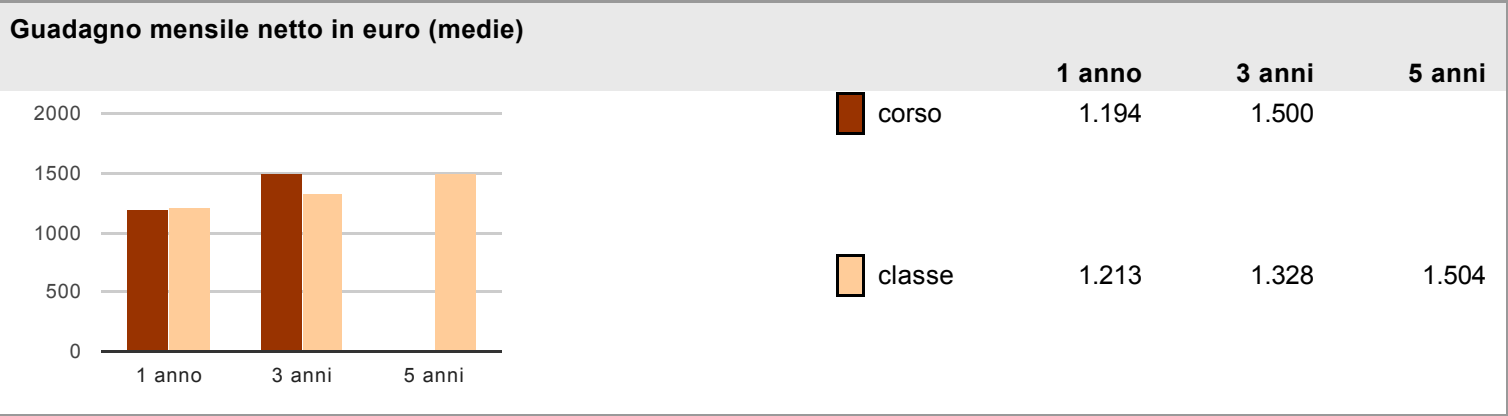 Guadagno mensile netto in euro (medie)
1 anno 3 anni 5 anni
2000
1500
1000
500
0
1 anno 3 anni 5 anni
corso 1.194 1.500
classe 1.213 1.328 1.504